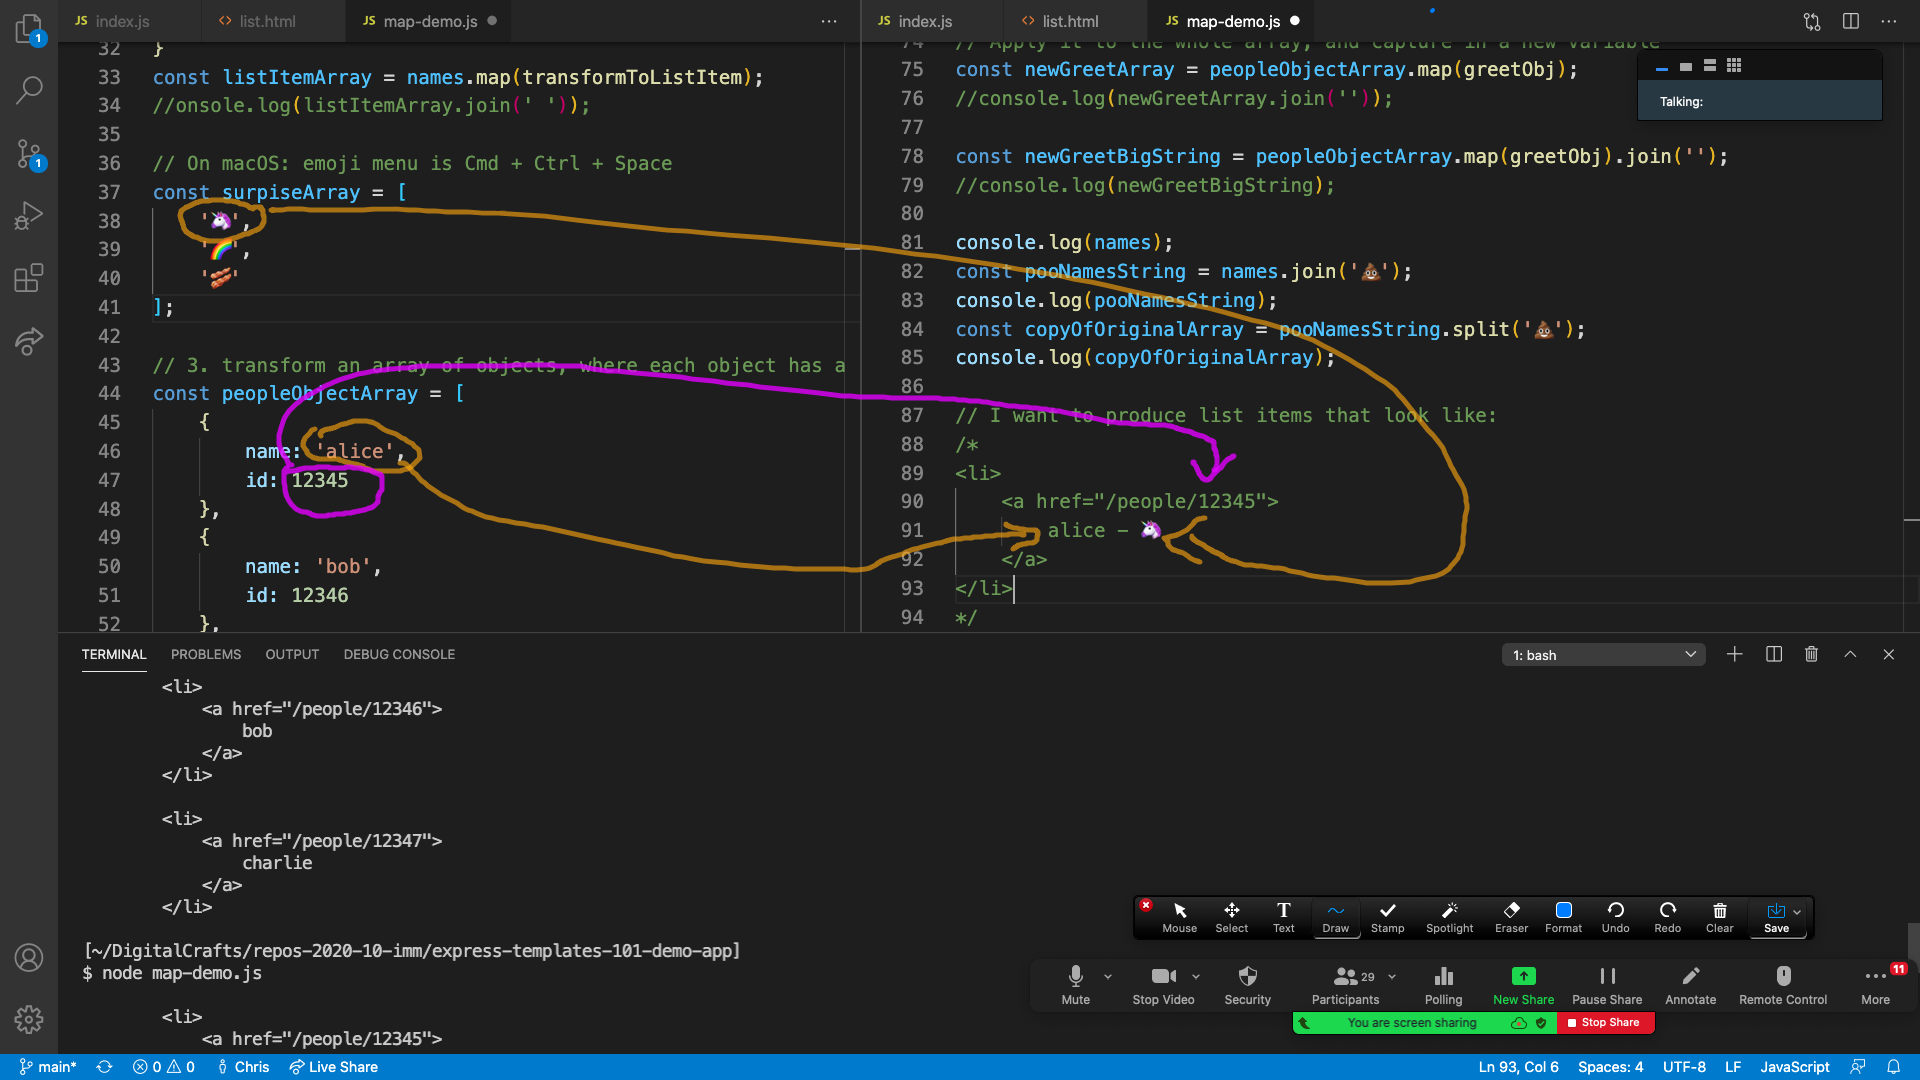 JS index.js
<> list.html
JS map-demo.js
32 }
33 const listItemArray = names.map(transformToListItem);
34 //onsole.log(listItemArray.join(' '));
35
36 // On macOS: emoji menu is Cmd + Ctrl + Space
37 const surpiseArray = [
38 '🦄',
39 '🌈',
40 '🥓'
41 ];
42
43 // 3. transform an array of objects, where each object has a
44 const peopleObjectArray = [
45 {
46 name: 'alice',
47 id: 12345
48 },
49 {
50 name: 'bob',
51 id: 12346
52 },
JS index.js
<> list.html
JS map-demo.js
74 // Apply it to the whole array, and capture in a new variable
75 const newGreetArray = peopleObjectArray.map(greetObj);
76 //console.log(newGreetArray.join(''));
77
78 const newGreetBigString = peopleObjectArray.map(greetObj).join('');
79 //console.log(newGreetBigString);
80
81 console.log(names);
82 const pooNamesString = names.join('💩');
83 console.log(pooNamesString);
84 const copyOfOriginalArray = pooNamesString.split('💩');
85 console.log(copyOfOriginalArray);
86
87 // I want to produce list items that look like:
88 /*
89 <li>
90 <a href="/people/12345">
91 alice - 🦄
92 </a>
93 </li>
94 */
Talking:
TERMINAL PROBLEMS OUTPUT DEBUG CONSOLE
1: bash
<li>
<a href="/people/12346">
bob
</a>
</li>
<li>
<a href="/people/12347">
charlie
</a>
</li>
[~/DigitalCrafts/repos-2020-10-imm/express-templates-101-demo-app]
$ node map-demo.js
<li>
<a href="/people/12345">
Mouse Select Text Draw Stamp Spotlight Eraser Format Undo Redo Clear Save
29
11
Mute Stop Video Security Participants Polling New Share Pause Share Annotate Remote Control More
You are screen sharing
Stop Share
1
1
main* 0 0 Chris Live Share
Ln 93, Col 6 Spaces: 4 UTF-8 LF JavaScript